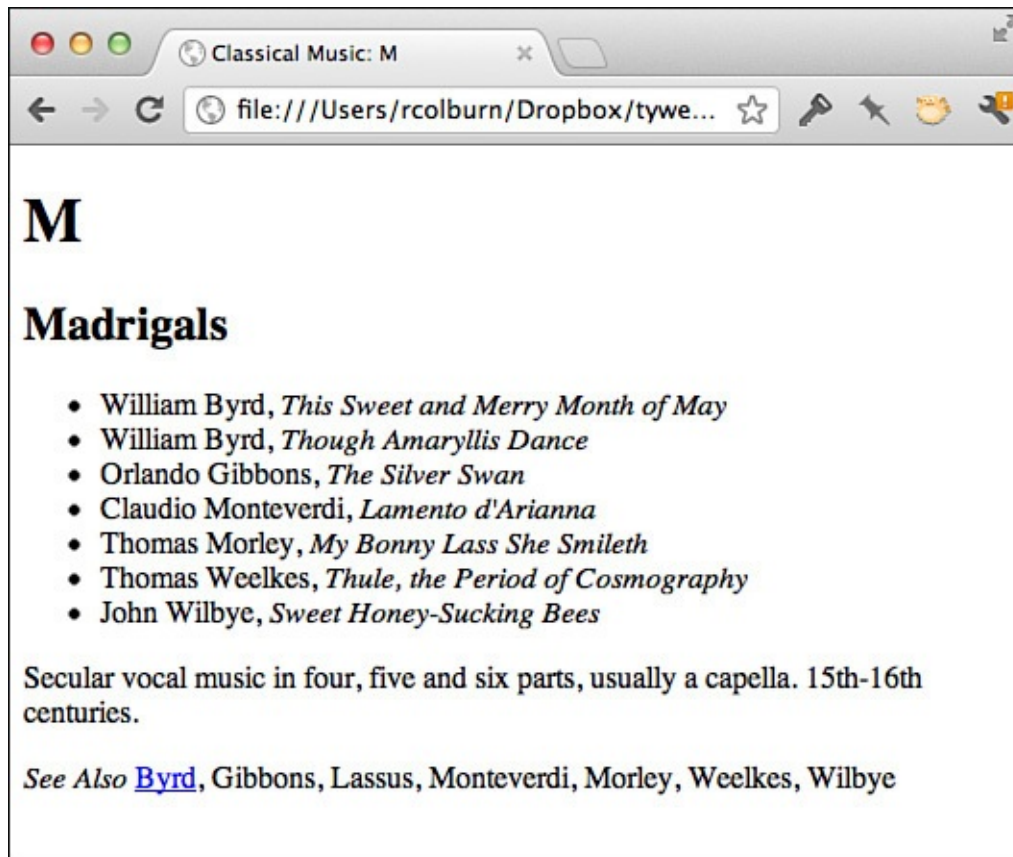 Classical Music: M
file:///Users/rcolburn/Dropbox/tywe...
M
Madrigals
• William Byrd, This Sweet and Merry Month of May
• William Byrd, Though Amaryllis Dance
• Orlando Gibbons, The Silver Swan
• Claudio Monteverdi, Lamento d'Arianna
• Thomas Morley, My Bonny Lass She Smileth
• Thomas Weelkes, Thule, the Period of Cosmography
• John Wilbye, Sweet Honey-Sucking Bees
Secular vocal music in four, five and six parts, usually a capella. 15th-16th
centuries.
See Also Byrd, Gibbons, Lassus, Monteverdi, Morley, Weelkes, Wilbye